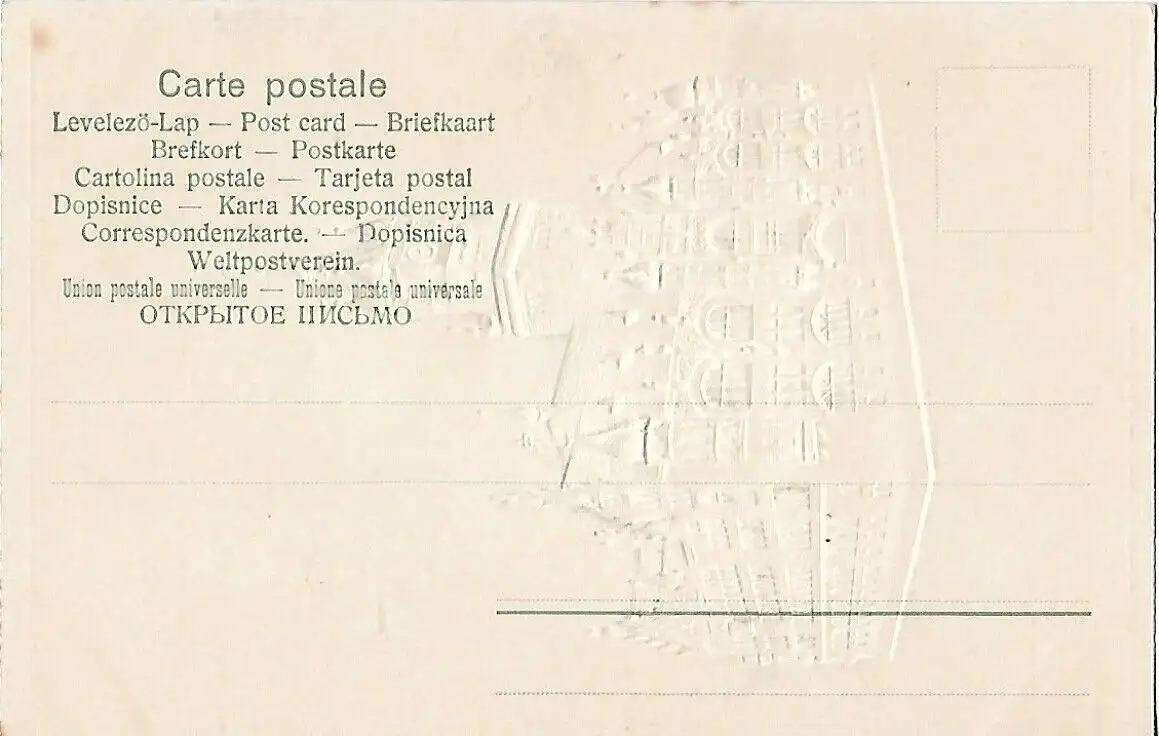 Carte postale
Levelezö-Lap — Post card — Briefkaart
Brefkort — Postkarte
Cartolina postale — Tarjeta postal
Dopisnice — Karta Korespondencyjna
Correspondenzkarte. — Dopisnica
Weltpostverein.
Union postale universelle — Unione postale universale
ОТКРЫТОЕ ПИСЬМО